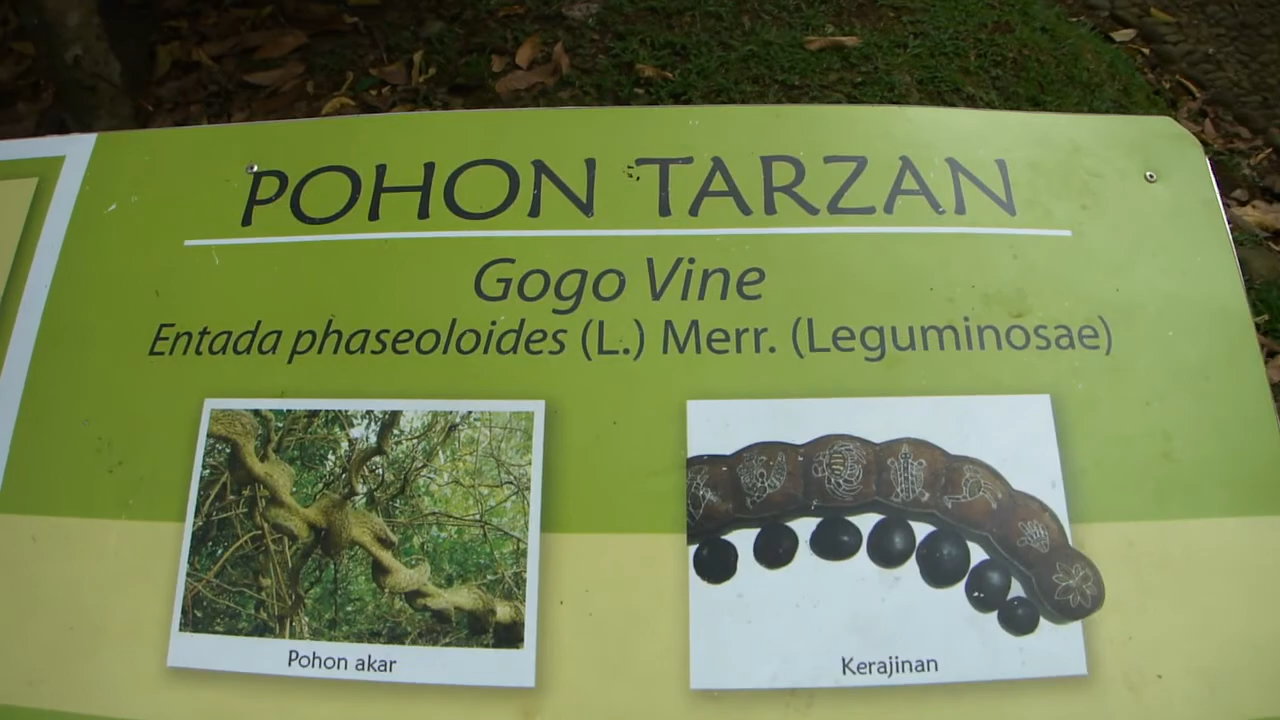 POHON TARZAN
Gogo Vine
Entada phaseoloides (L.) Merr. (Leguminosae)
Pohon akar
Kerajinan